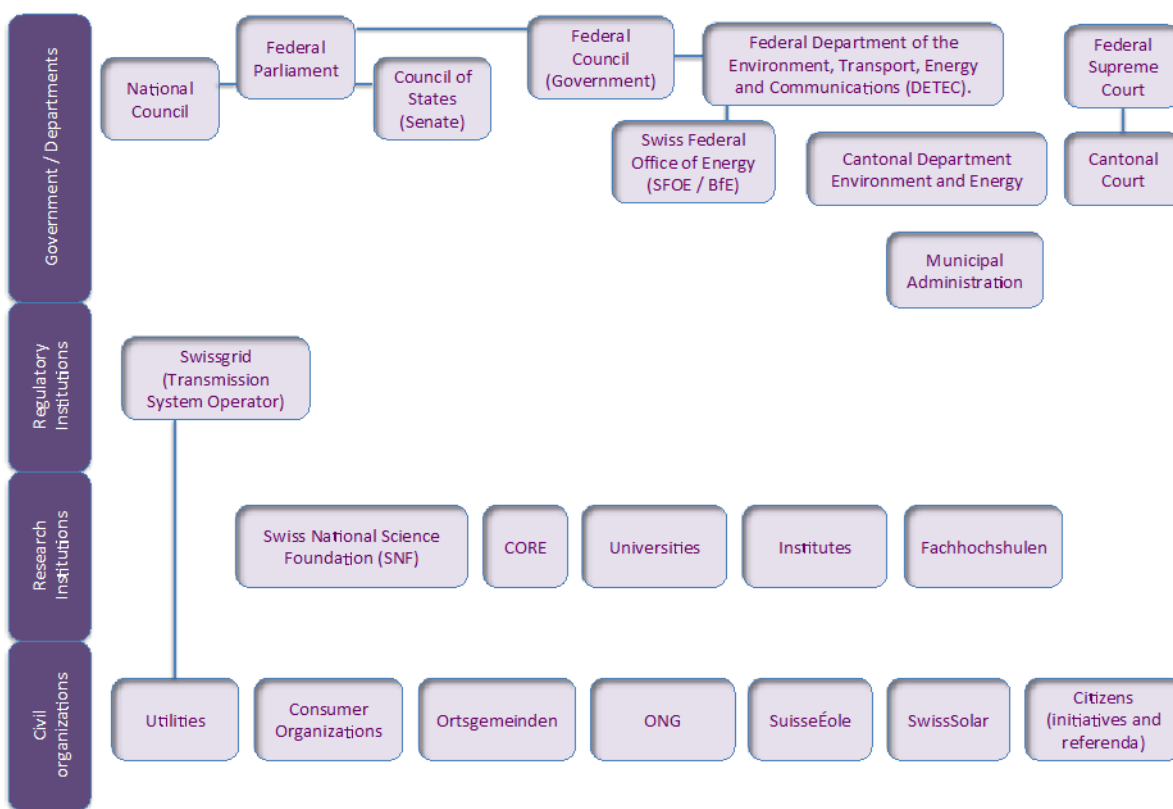 Government / Departments
National
Council
Federal
Parliament
Council of
States
(Senate)
Federal
Council
(Government)
Federal Department of the
Environment, Transport, Energy
and Communications (DETEC).
Federal
Supreme
Court
Swiss Federal
Office of Energy
(SFOE / BfE)
Cantonal Department
Environment and Energy
Cantonal
Court
Municipal
Administration
Regulatory
Institutions
Swissgrid
(Transmission
System Operator)
Research
Institutions
Swiss National Science
Foundation (SNF)
CORE
Universities
Institutes
Fachhochshulen
Civil
organizations
Utilities
Consumer
Organizations
Ortsgemeinden
ONG
SuisseÉole
SwissSolar
Citizens
(initiatives and
referenda)